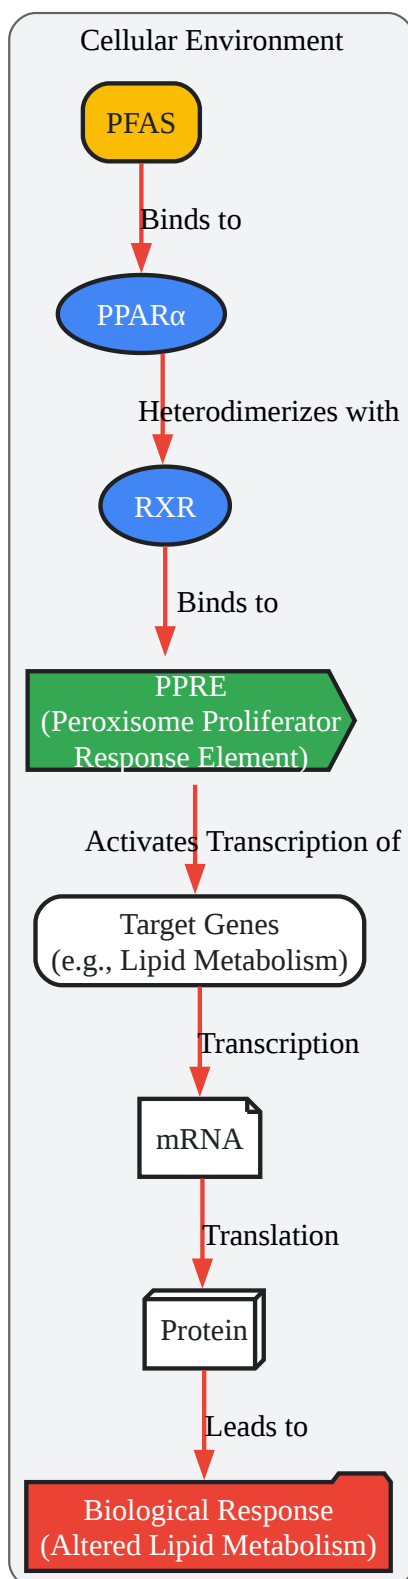 Cellular Environment
PFAS
Binds to
PPARα
Heterodimerizes with
RXR
Binds to
PPRE
(Peroxisome Proliferator
Response Element)
Activates Transcription of
Target Genes
(e.g., Lipid Metabolism)
Transcription
mRNA
Translation
Protein
Leads to
Biological Response
(Altered Lipid Metabolism)